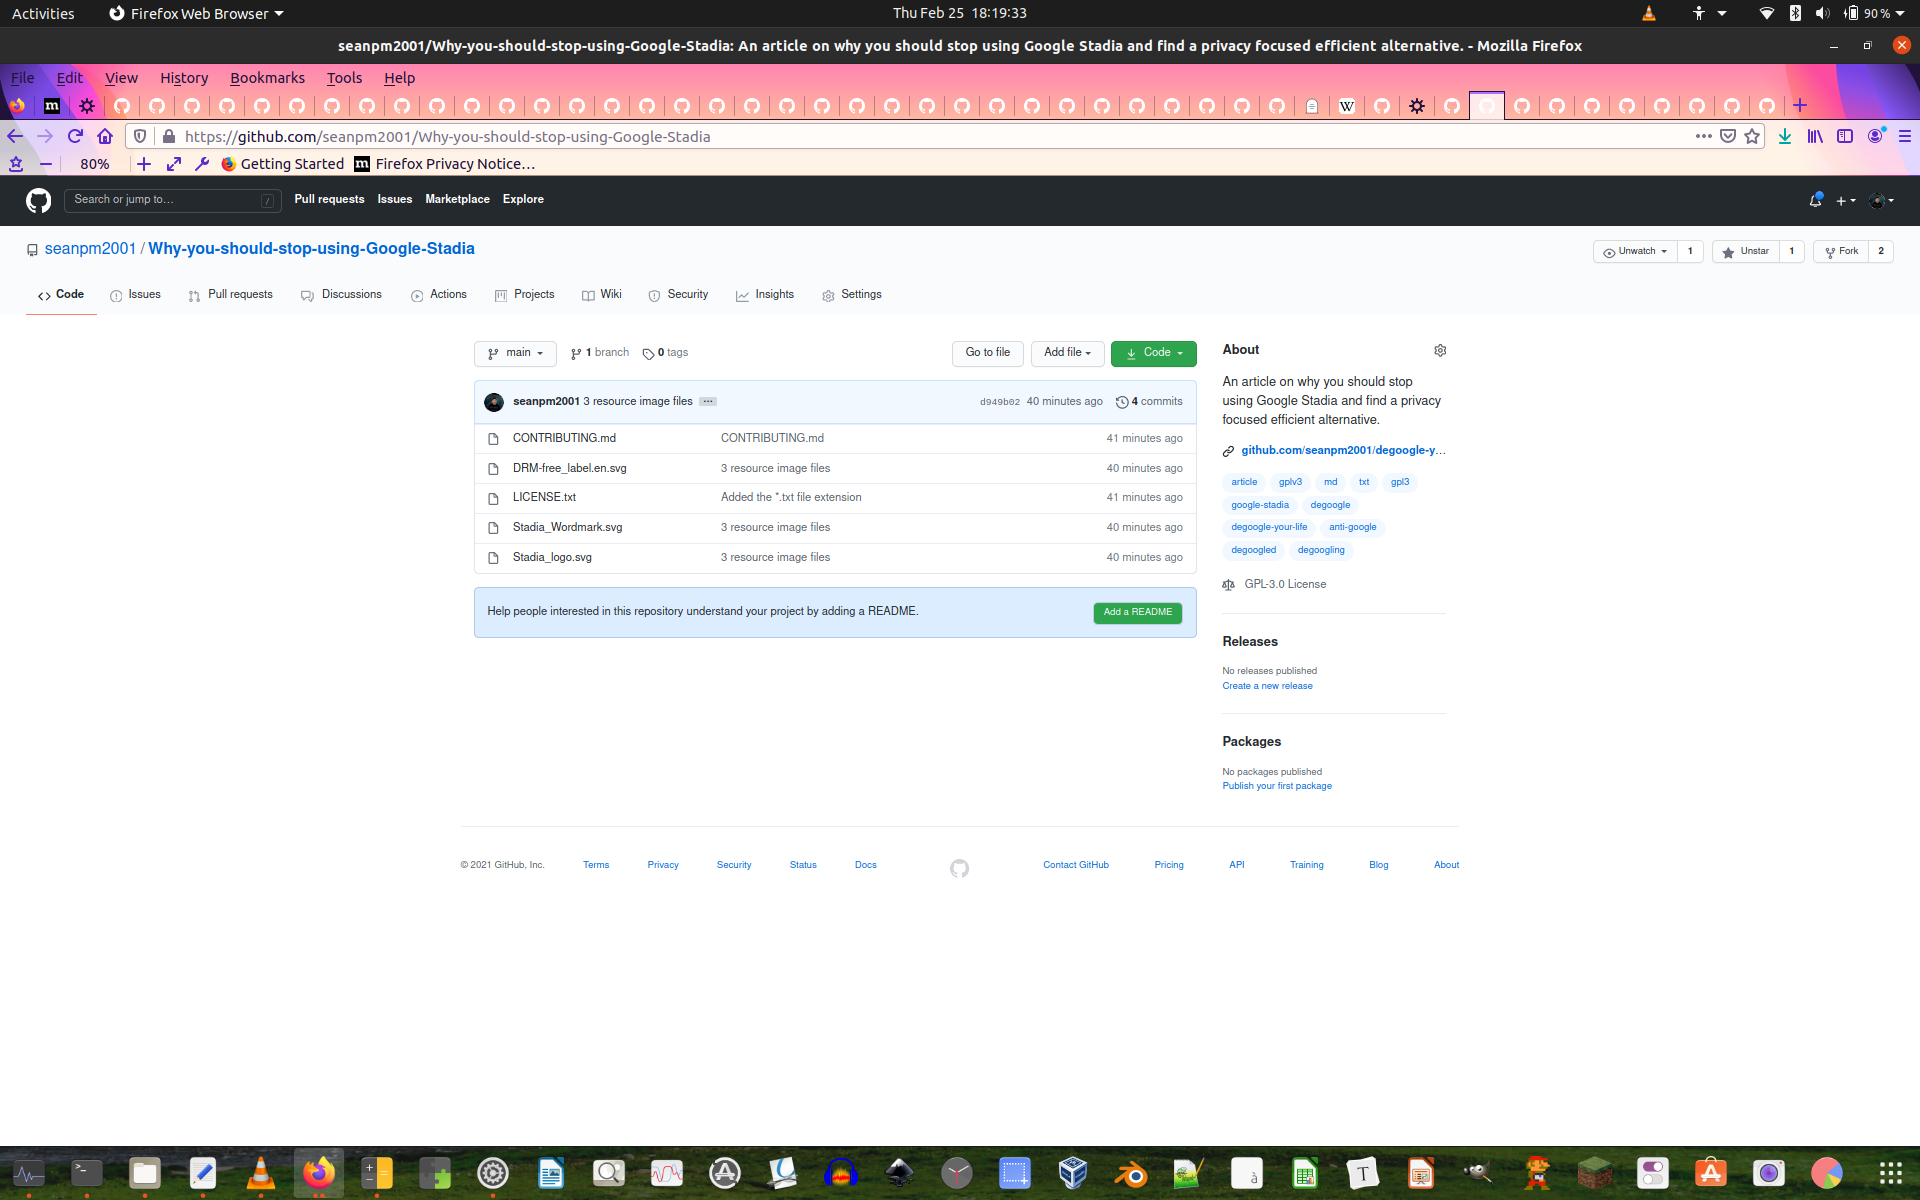 Activities
Firefox Web Browser
Thu Feb 25 18:19:33
90 %
seanpm2001/Why-you-should-stop-using-Google-Stadia: An article on why you should stop using Google Stadia and find a privacy focused efficient alternative. - Mozilla Firefox
File Edit View History Bookmarks Tools Help
https://github.com/seanpm2001/Why-you-should-stop-using-Google-Stadia
80%
Getting Started
Firefox Privacy Notice…
Search or jump to…
/
Pull requests Issues Marketplace Explore
seanpm2001 / Why-you-should-stop-using-Google-Stadia
Unwatch 1
Unstar 1
Fork 2
Code Issues Pull requests Discussions Actions Projects Wiki Security Insights Settings
main
1 branch
0 tags
Go to file
Add file
Code
seanpm2001 3 resource image files
d949b02 40 minutes ago
4 commits
CONTRIBUTING.md CONTRIBUTING.md 41 minutes ago
DRM-free_label.en.svg 3 resource image files 40 minutes ago
LICENSE.txt Added the *.txt file extension 41 minutes ago
Stadia_Wordmark.svg 3 resource image files 40 minutes ago
Stadia_logo.svg 3 resource image files 40 minutes ago
Help people interested in this repository understand your project by adding a README.
Add a README
About
An article on why you should stop
using Google Stadia and find a privacy
focused efficient alternative.
github.com/seanpm2001/degoogle-y…
article gplv3 md txt gpl3
google-stadia degoogle
degoogle-your-life anti-google
degoogled degoogling
GPL-3.0 License
Releases
No releases published
Create a new release
Packages
No packages published
Publish your first package
© 2021 GitHub, Inc. Terms Privacy Security Status Docs
Contact GitHub Pricing API Training Blog About